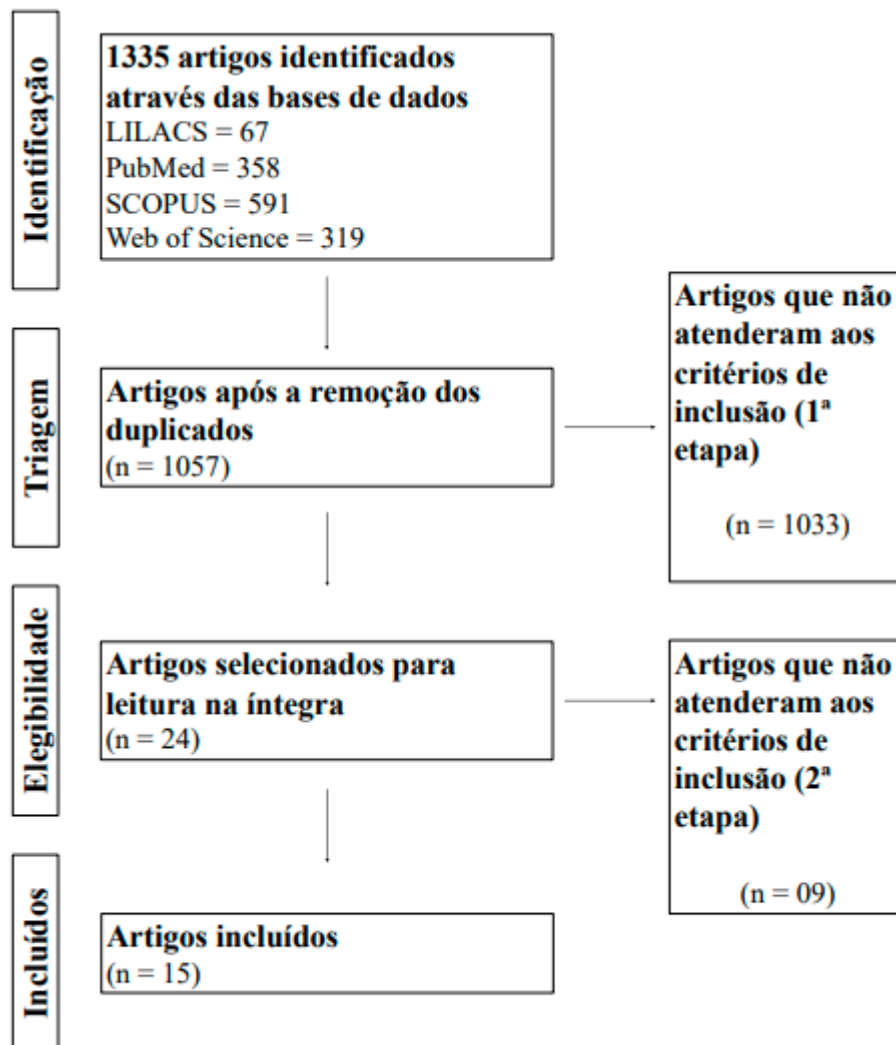 Identificação
1335 artigos identificados
através das bases de dados
LILACS = 67
PubMed = 358
SCOPUS = 591
Web of Science = 319
Triagem
Artigos após a remoção dos
duplicados
(n = 1057)
Artigos que não
atenderam aos
critérios de
inclusão (1ª
etapa)
(n = 1033)
Elegibilidade
Artigos selecionados para
leitura na íntegra
(n = 24)
Artigos que não
atenderam aos
critérios de
inclusão (2ª
etapa)
(n = 09)
Incluídos
Artigos incluídos
(n = 15)